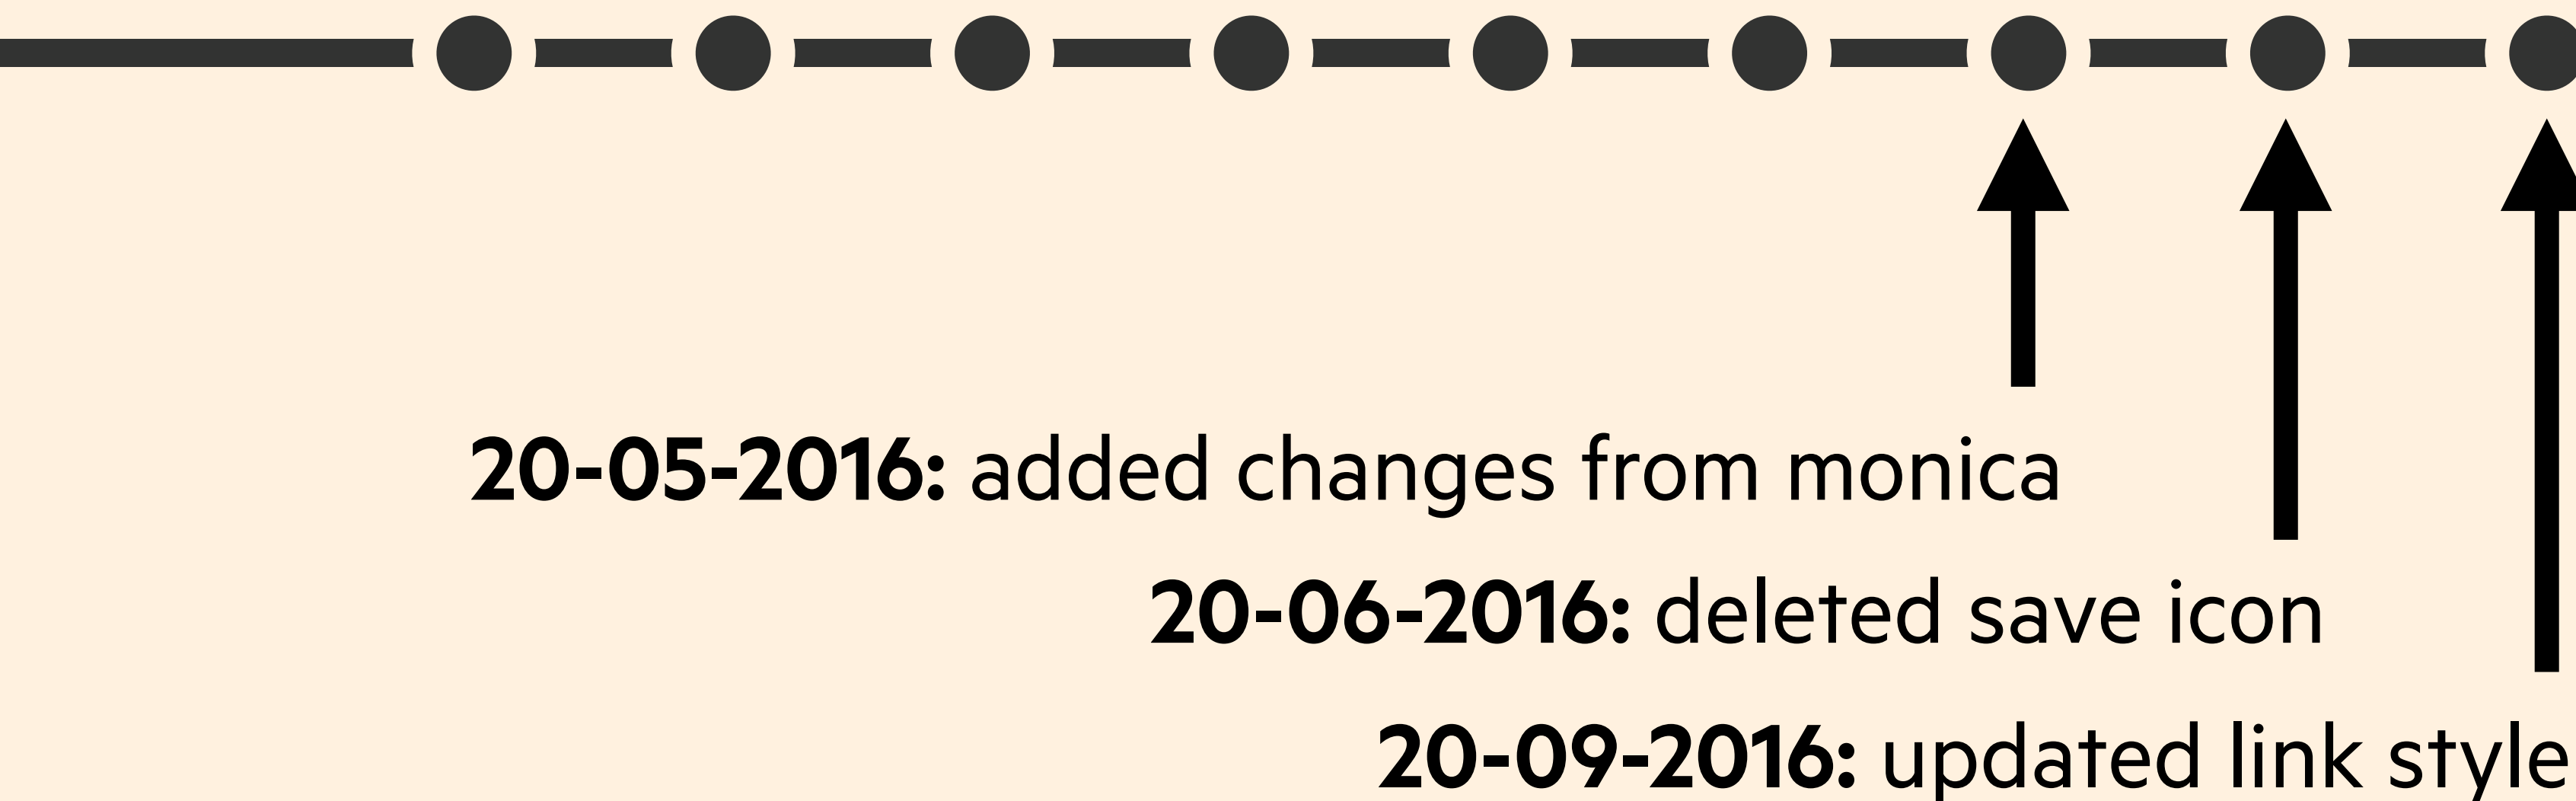 20-05-2016: added changes from monica
20-06-2016: deleted save icon
20-09-2016: updated link style